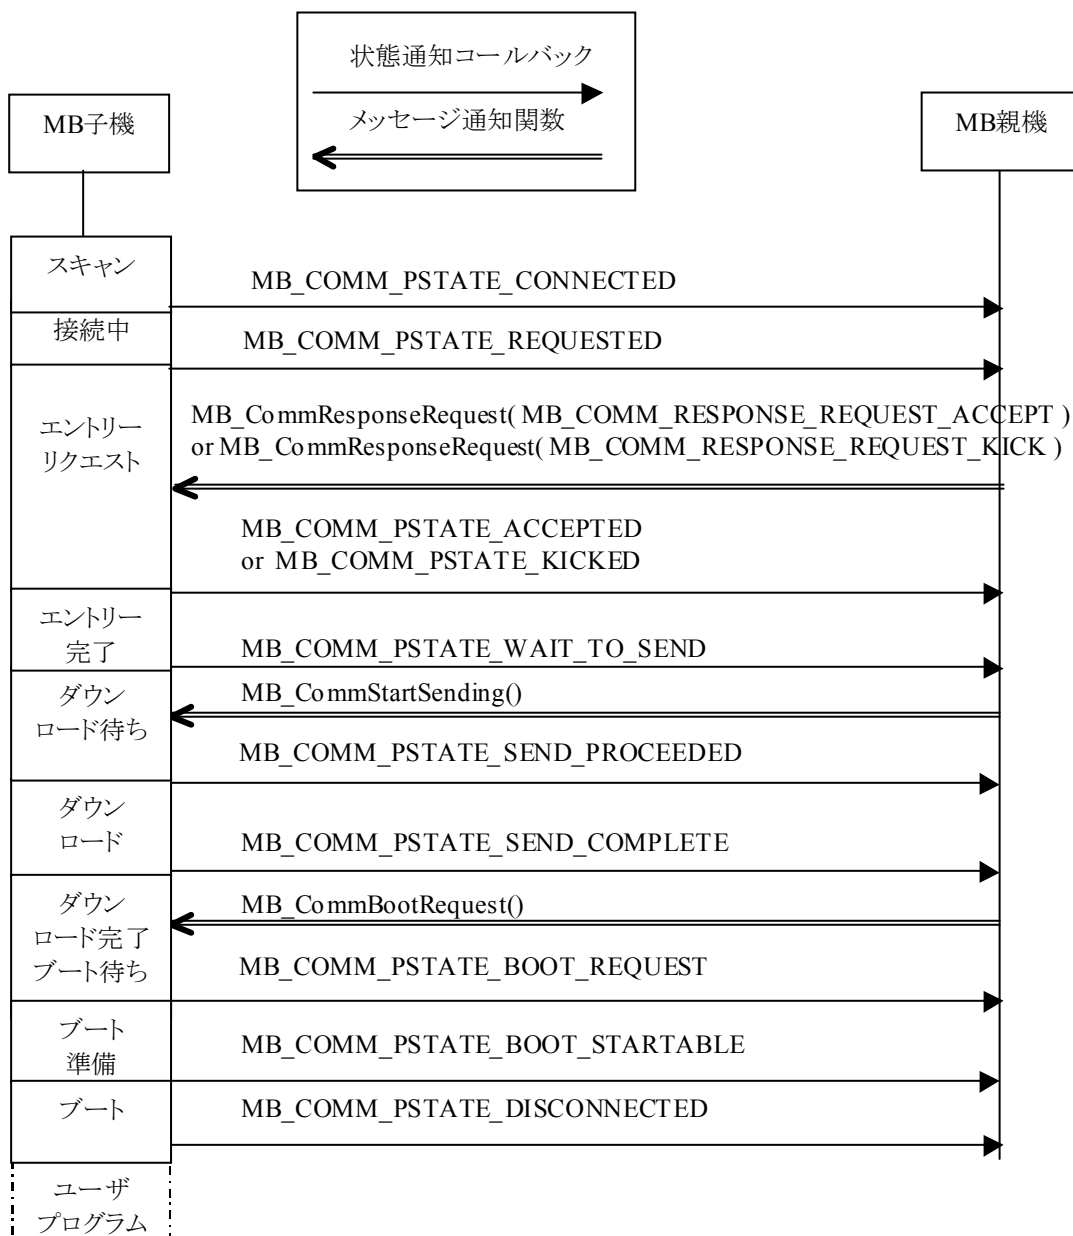 状態通知コールバック
メッセージ通知関数
MB子機
MB親機
スキャン
MB_COMM_PSTATE_CONNECTED
接続中
MB_COMM_PSTATE_REQUESTED
エントリー
リクエスト
MB_CommResponseRequest( MB_COMM_RESPONSE_REQUEST_ACCEPT )
or MB_CommResponseRequest( MB_COMM_RESPONSE_REQUEST_KICK )
MB_COMM_PSTATE_ACCEPTED
or MB_COMM_PSTATE_KICKED
エントリー
完了
MB_COMM_PSTATE_WAIT_TO_SEND
ダウン
ロード待ち
MB_CommStartSending()
MB_COMM_PSTATE_SEND_PROCEEDED
ダウン
ロード
MB_COMM_PSTATE_SEND_COMPLETE
ダウン
ロード完了
ブート待ち
MB_CommBootRequest()
MB_COMM_PSTATE_BOOT_REQUEST
ブート
準備
MB_COMM_PSTATE_BOOT_STARTABLE
ブート
MB_COMM_PSTATE_DISCONNECTED
ユーザ
プログラム